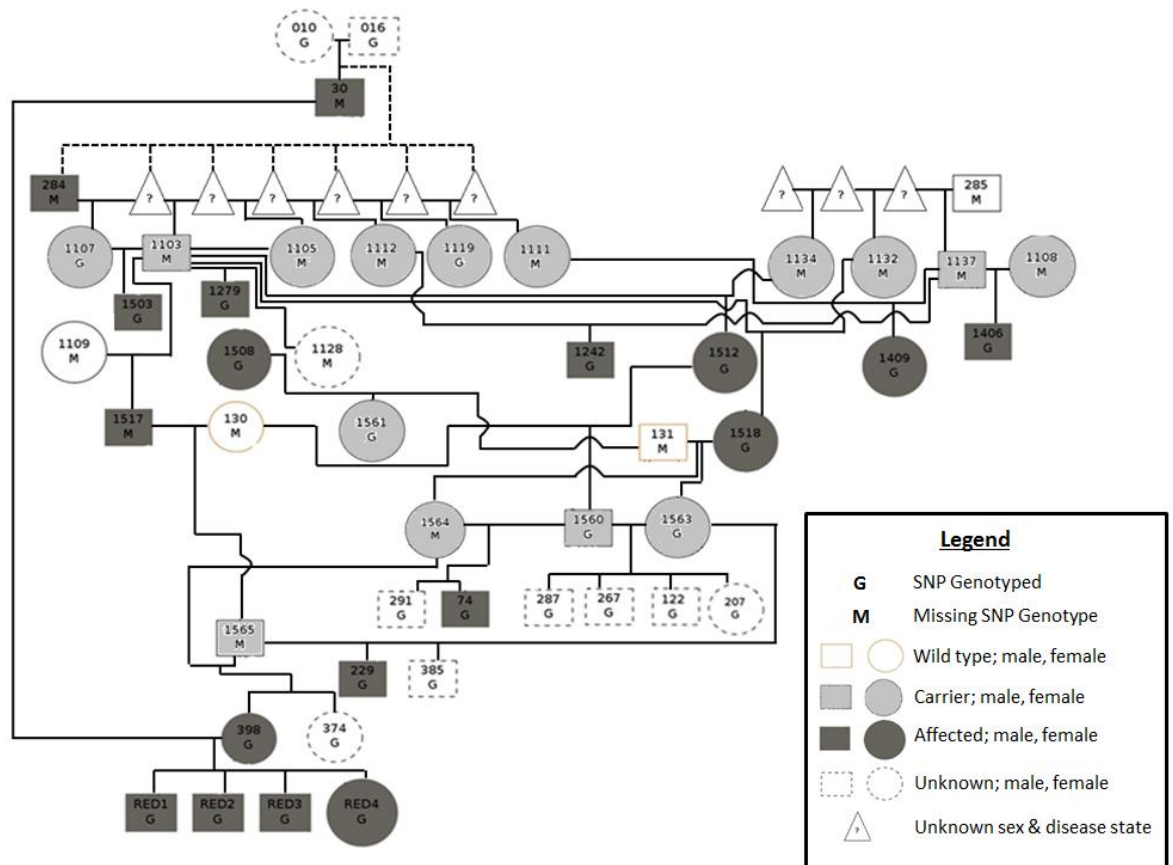 010
G
016
G
30
M
284
M
?
?
?
?
?
?
?
?
?
285
M
1107
G
1103
M
1105
M
1112
M
1119
G
1111
M
1134
M
1132
M
1137
M
1108
M
1503
G
1279
G
1109
M
1508
G
1128
M
1242
G
1512
G
1409
G
1406
G
1517
M
130
M
1561
G
131
M
1518
G
1564
M
1560
G
1563
G
291
G
74
G
287
G
267
G
122
G
207
G
1565
M
229
G
385
G
398
G
374
G
RED1
G
RED2
G
RED3
G
RED4
G
Legend
G SNP Genotyped
M Missing SNP Genotype
Wild type; male, female
Carrier; male, female
Affected; male, female
Unknown; male, female
? Unknown sex & disease state